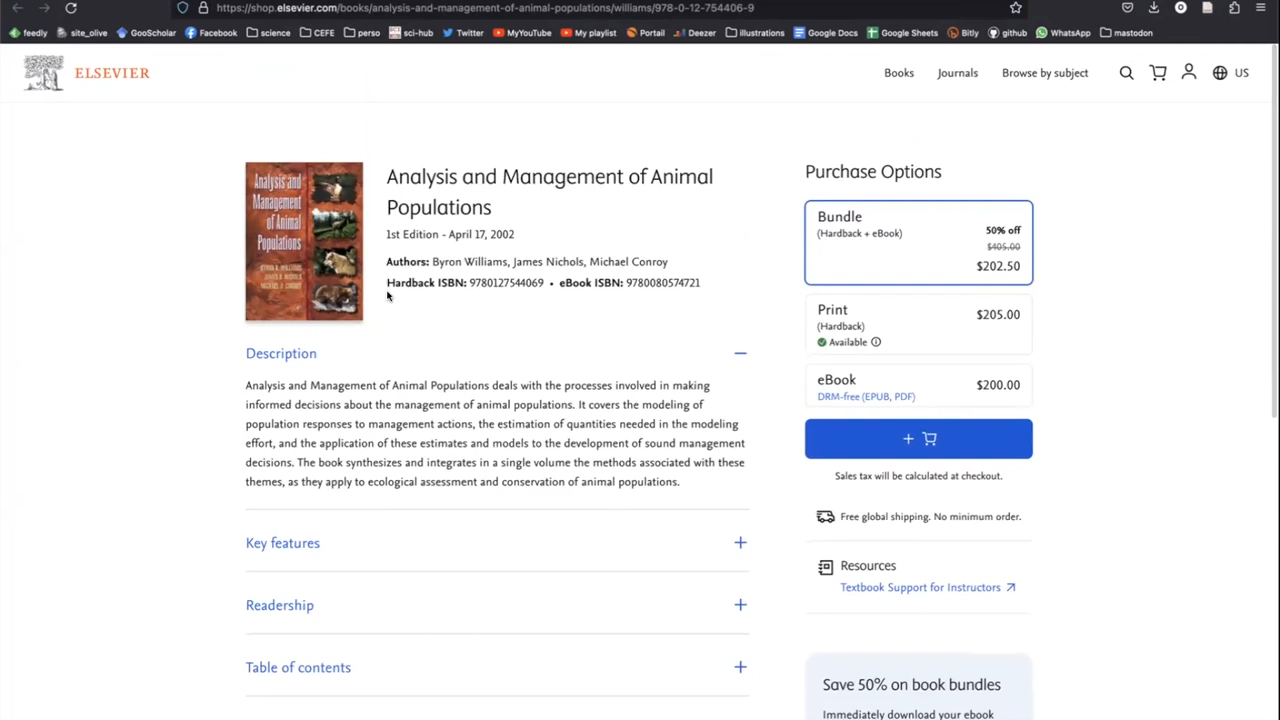 https://shop.elsevier.com/books/analysis-and-management-of-animal-populations/williams/978-0-12-754406-9
feedly site_olive GooScholar Facebook science CEFE perso sci-hub Twitter MyYouTube My playlist Portail Deezer illustrations Google Docs Google Sheets Bitly github WhatsApp mastodon
ELSEVIER
Books Journals Browse by subject US
Analysis and Management of Animal Populations
Analysis and Management of Animal
Populations
1st Edition - April 17, 2002
Authors: Byron Williams, James Nichols, Michael Conroy
Hardback ISBN: 9780127544069 • eBook ISBN: 9780080574721
Description
Analysis and Management of Animal Populations deals with the processes involved in making
informed decisions about the management of animal populations. It covers the modeling of
population responses to management actions, the estimation of quantities needed in the modeling
effort, and the application of these estimates and models to the development of sound management
decisions. The book synthesizes and integrates in a single volume the methods associated with these
themes, as they apply to ecological assessment and conservation of animal populations.
Key features
Readership
Table of contents
Purchase Options
Bundle
(Hardback + eBook)
50% off
$405.00
$202.50
Print
(Hardback)
$205.00
Available
eBook
$200.00
DRM-free (EPUB, PDF)
+
Sales tax will be calculated at checkout.
Free global shipping. No minimum order.
Resources
Textbook Support for Instructors
Save 50% on book bundles
Immediately download your ebook